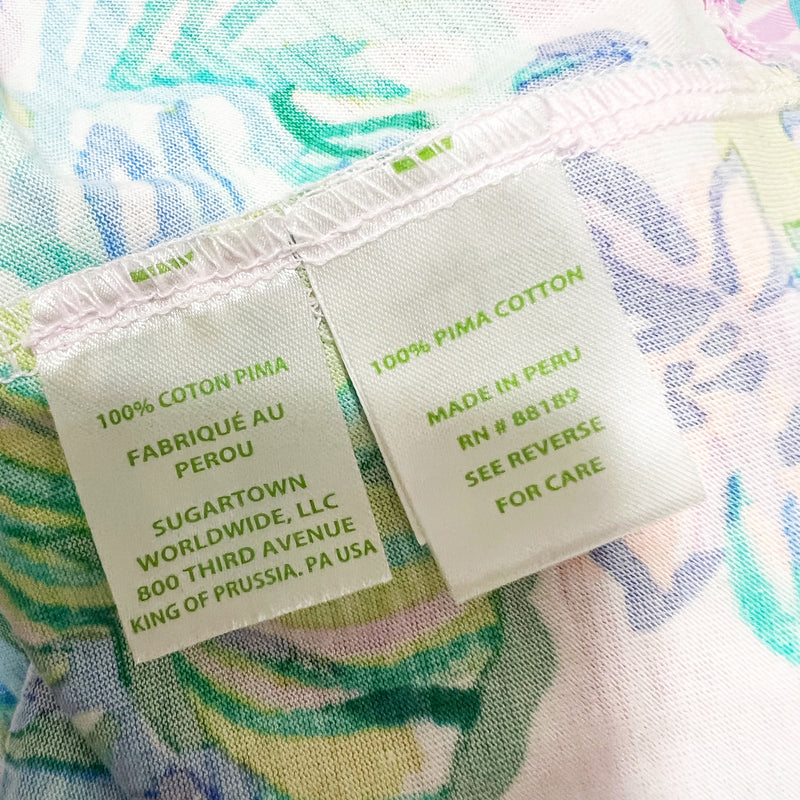 100% COTON PIMA
FABRIQUÉ AU
PEROU
SUGARTOWN
WORLDWIDE, LLC
800 THIRD AVENUE
KING OF PRUSSIA. PA USA
100% PIMA COTTON
MADE IN PERU
RN # 88189
SEE REVERSE
FOR CARE